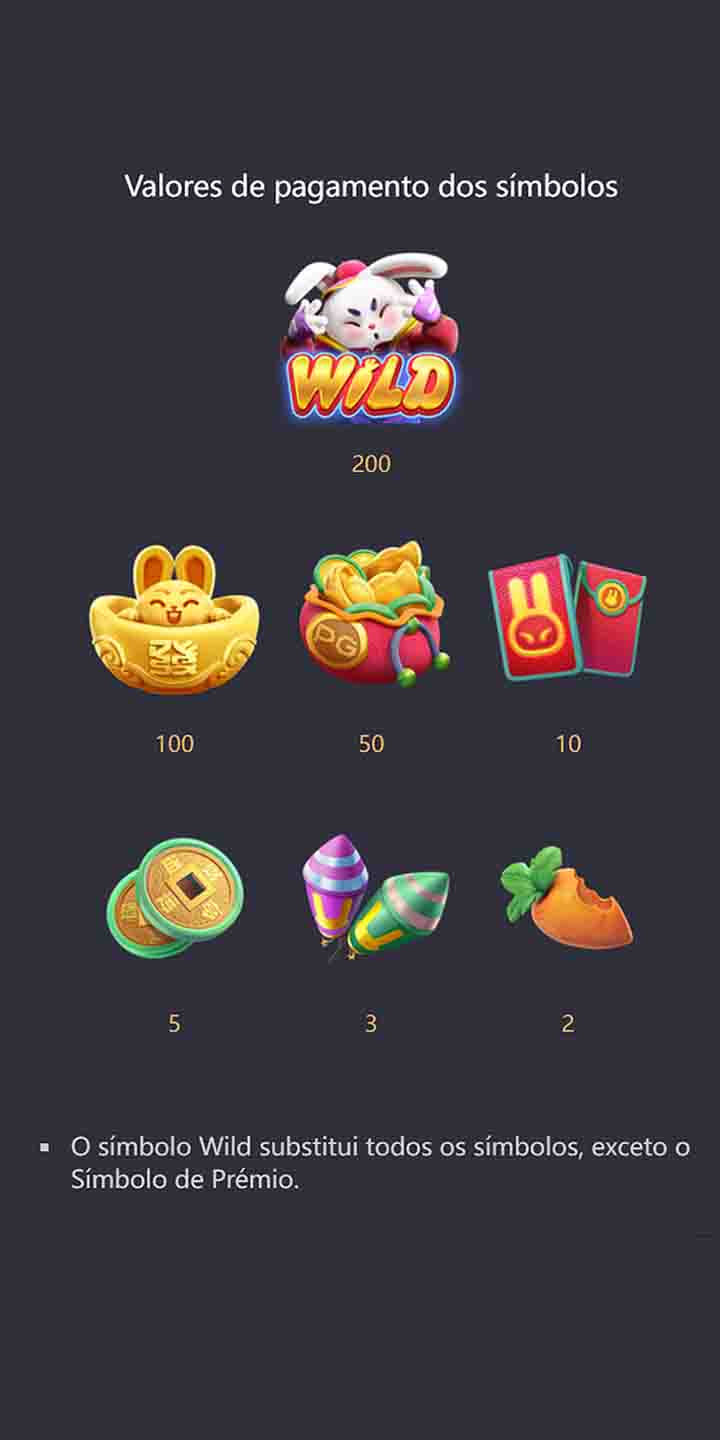 Valores de pagamento dos símbolos
WILD
200
發
PG
100 50 10
5 3 2
▪ O símbolo Wild substitui todos os símbolos, exceto o
Símbolo de Prémio.